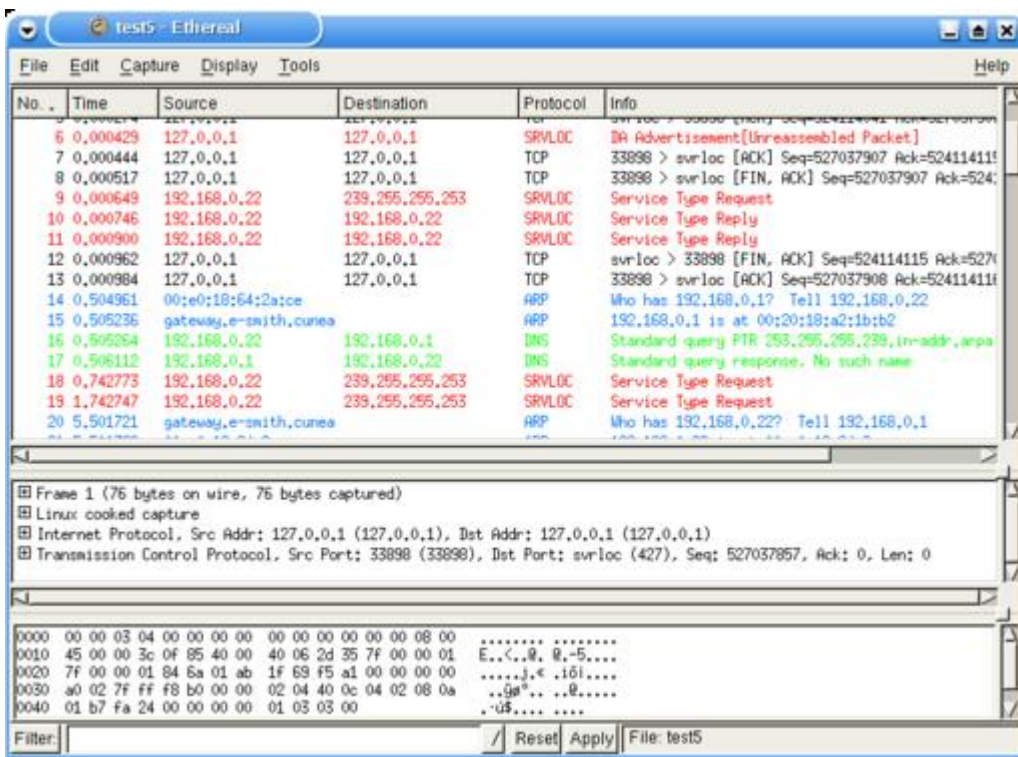 test5 - Ethereal
File Edit Capture Display Tools Help
No. . Time Source Destination Protocol Info
6 0,000429 127,0,0,1 127,0,0,1 SRVLOC DA Advertisement[Unreassembled Packet]
7 0,000444 127,0,0,1 127,0,0,1 TCP 33898 > svrloc [ACK] Seq=527037907 Ack=524114115
8 0,000517 127,0,0,1 127,0,0,1 TCP 33898 > svrloc [FIN, ACK] Seq=527037907 Ack=5241
9 0,000649 192,168,0,22 239,255,255,253 SRVLOC Service Type Request
10 0,000746 192,168,0,22 192,168,0,22 SRVLOC Service Type Reply
11 0,000900 192,168,0,22 192,168,0,22 SRVLOC Service Type Reply
12 0,000962 127,0,0,1 127,0,0,1 TCP svrloc > 33898 [FIN, ACK] Seq=524114115 Ack=5270
13 0,000984 127,0,0,1 127,0,0,1 TCP 33898 > svrloc [ACK] Seq=527037908 Ack=524114116
14 0,504961 00:e0:18:64:2a:ce ARP Who has 192,168,0,1? Tell 192,168,0,22
15 0,505236 gateway,e-smith,cunea ARP 192,168,0,1 is at 00:20:18:a2:1b:b2
16 0,505264 192,168,0,22 192,168,0,1 DNS Standard query PTR 253,255,255,239,in-addr,arpa
17 0,506112 192,168,0,1 192,168,0,22 DNS Standard query response, No such name
18 0,742773 192,168,0,22 239,255,255,253 SRVLOC Service Type Request
19 1,742747 192,168,0,22 239,255,255,253 SRVLOC Service Type Request
20 5,501721 gateway,e-smith,cunea ARP Who has 192,168,0,22? Tell 192,168,0,1
Frame 1 (76 bytes on wire, 76 bytes captured)
Linux cooked capture
Internet Protocol, Src Addr: 127,0,0,1 (127,0,0,1), Dst Addr: 127,0,0,1 (127,0,0,1)
Transmission Control Protocol, Src Port: 33898 (33898), Dst Port: svrloc (427), Seq: 527037857, Ack: 0, Len: 0
0000 00 00 03 04 00 00 00 00 00 00 00 00 00 00 08 00 ........ ........
0010 45 00 00 3c 0f 85 40 00 40 06 2d 35 7f 00 00 01 E..<..@. @.-5....
0020 7f 00 00 01 84 6a 01 ab 1f 69 f5 a1 00 00 00 00 .....j.« .iõi....
0030 a0 02 7f ff f8 b0 00 00 02 04 40 0c 04 02 08 0a ...ÿø°.. ..@.....
0040 01 b7 fa 24 00 00 00 00 01 03 03 00 .·ú$.... ....
Filter: / Reset Apply File: test5